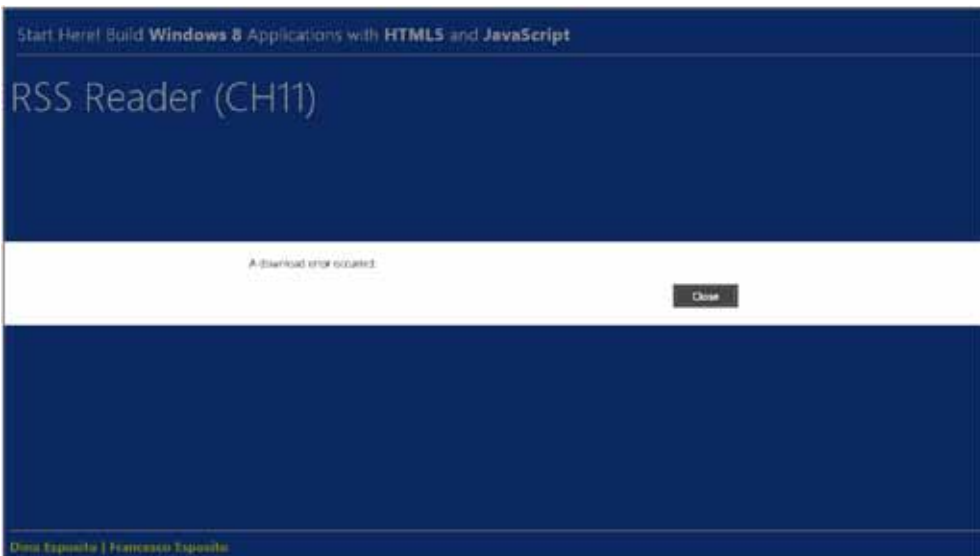 Start Here! Build Windows 8 Applications with HTML5 and JavaScript
RSS Reader (CH11)
A download error occurred.
Close
Dino Esposito | Francesco Esposito